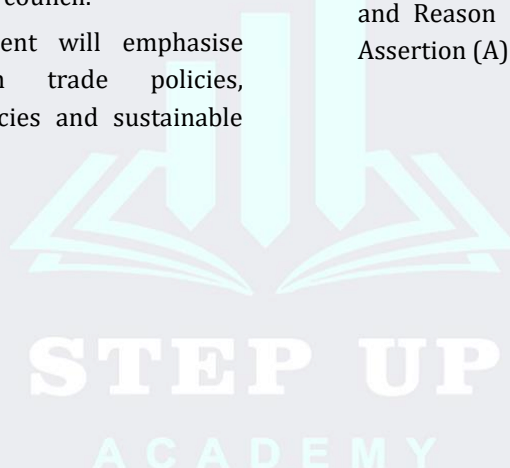 council.
ent will emphasise
trade policies,
cies and sustainable
and Reason
Assertion (A)
STEP UP
ACADEMY